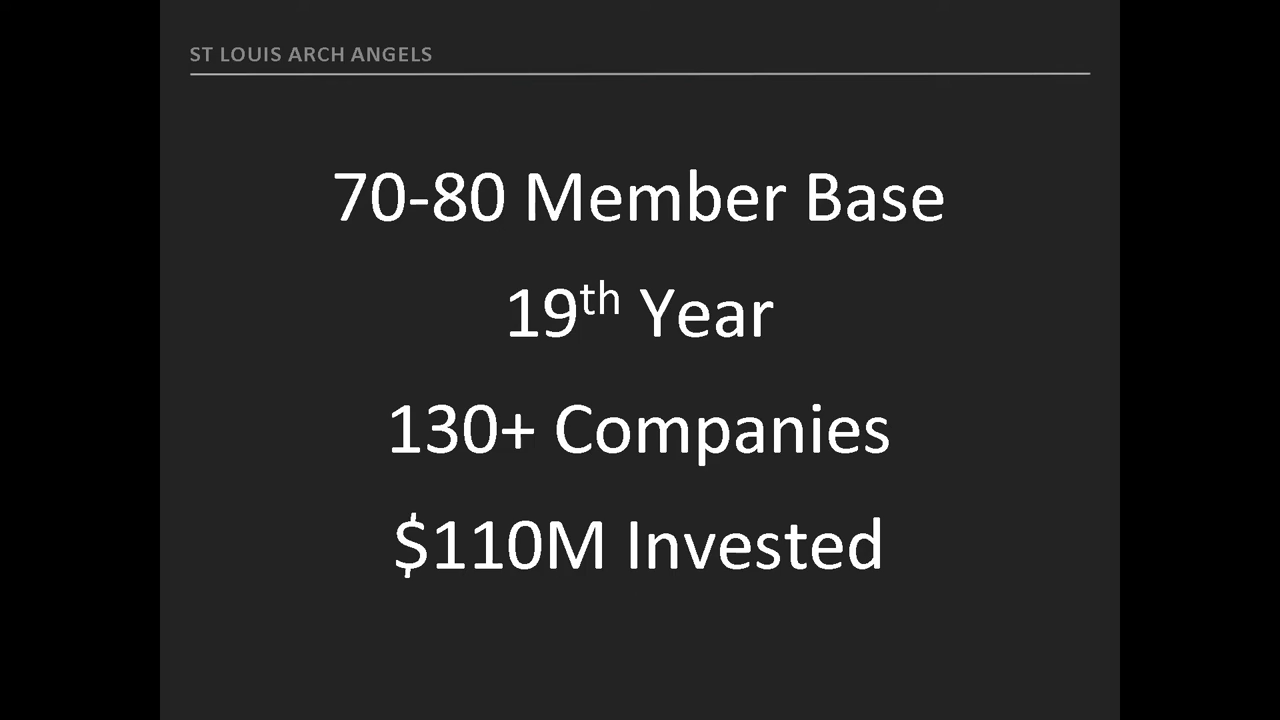 ST LOUIS ARCH ANGELS
70-80 Member Base
19th Year
130+ Companies
$110M Invested